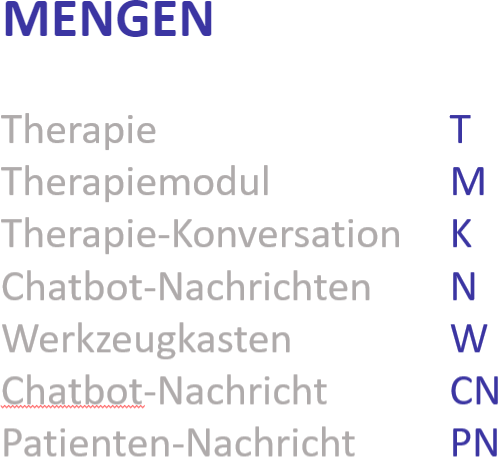 MENGEN
Therapie T
Therapiemodul M
Therapie-Konversation K
Chatbot-Nachrichten N
Werkzeugkasten W
Chatbot-Nachricht CN
Patienten-Nachricht PN